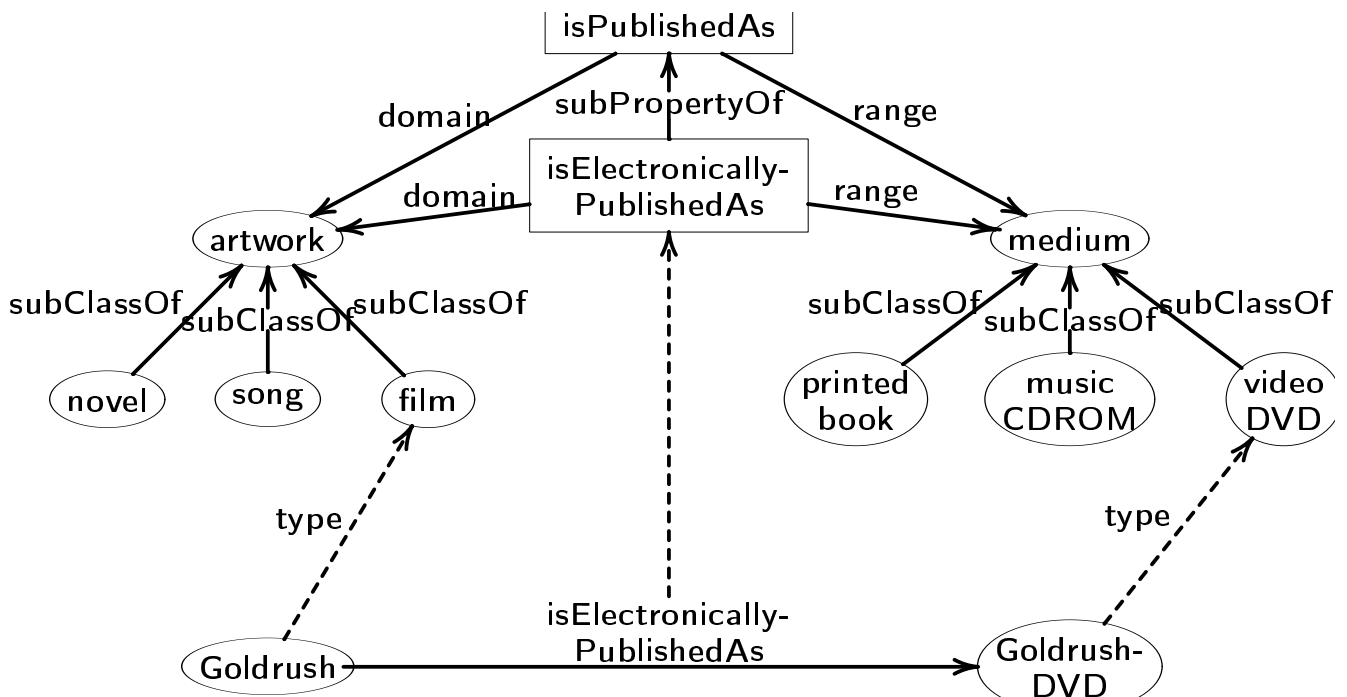 isPublishedAs
domain
subPropertyOf
range
isElectronically-
PublishedAs
domain
range
artwork
medium
subClassOf
subClassOf
subClassOf
subClassOf
subClassOf
subClassOf
novel
song
film
printed
book
music
CDROM
video
DVD
type
type
isElectronically-
PublishedAs
Goldrush
Goldrush-
DVD